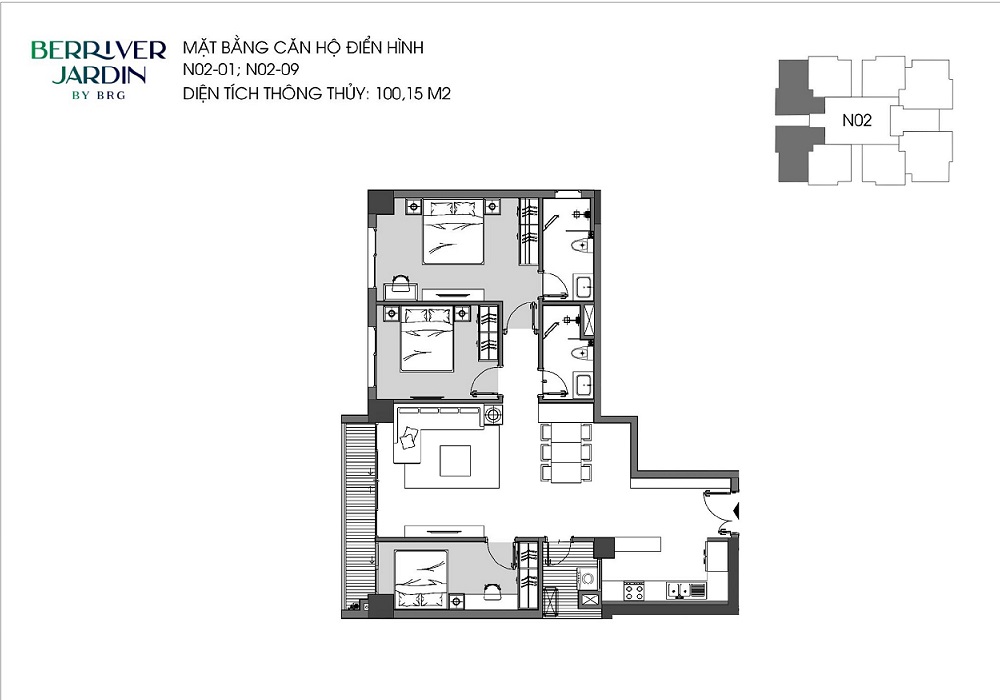 BERRIVER
JARDIN
BY BRG
MẶT BẰNG CĂN HỘ ĐIỂN HÌNH
N02-01; N02-09
DIỆN TÍCH THÔNG THỦY: 100,15 M2
N02